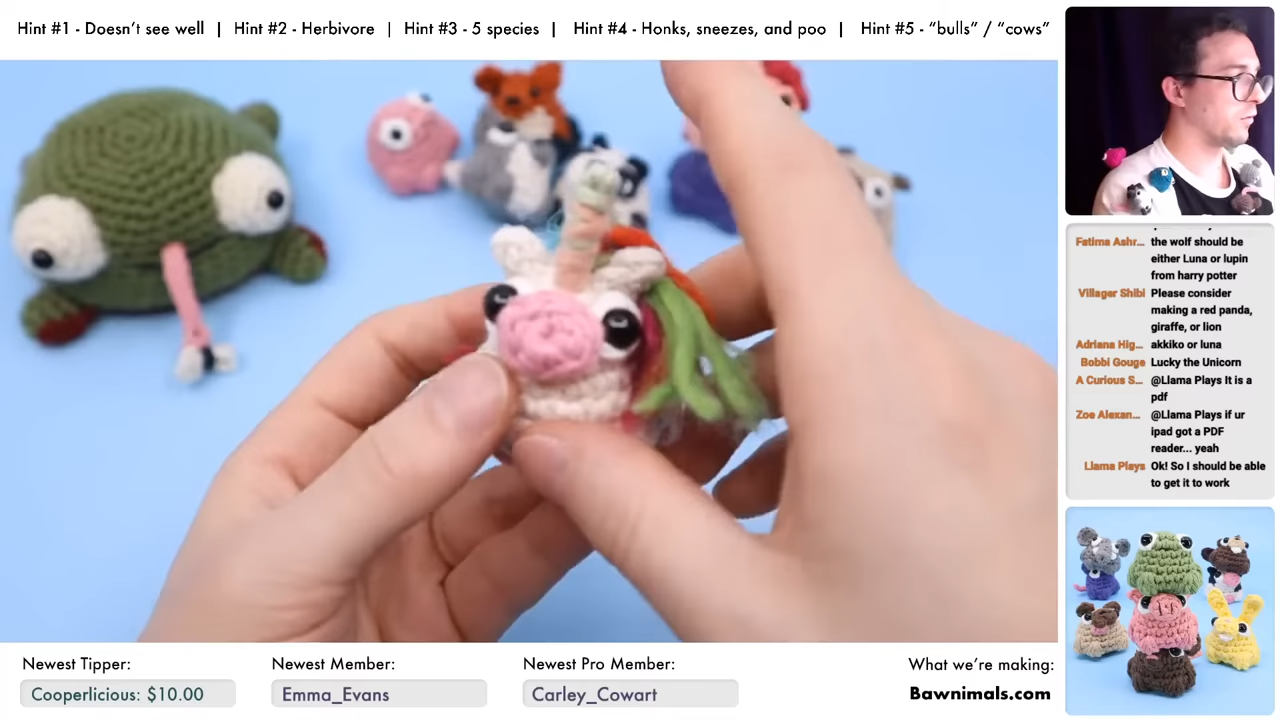 Hint #1 - Doesn't see well | Hint #2 - Herbivore | Hint #3 - 5 species | Hint #4 - Honks, sneezes, and poo | Hint #5 - “bulls” / “cows”
Fatima Ashr... the wolf should be
either Luna or lupin
from harry potter
Villager Shibi Please consider
making a red panda,
giraffe, or lion
Adriana Hig... akkiko or luna
Bobbi Gouge Lucky the Unicorn
A Curious S... @Llama Plays It is a
pdf
Zoe Alexan... @Llama Plays if ur
ipad got a PDF
reader... yeah
Llama Plays Ok! So I should be able
to get it to work
Newest Tipper:
Cooperlicious: $10.00
Newest Member:
Emma_Evans
Newest Pro Member:
Carley_Cowart
What we're making:
Bawnimals.com